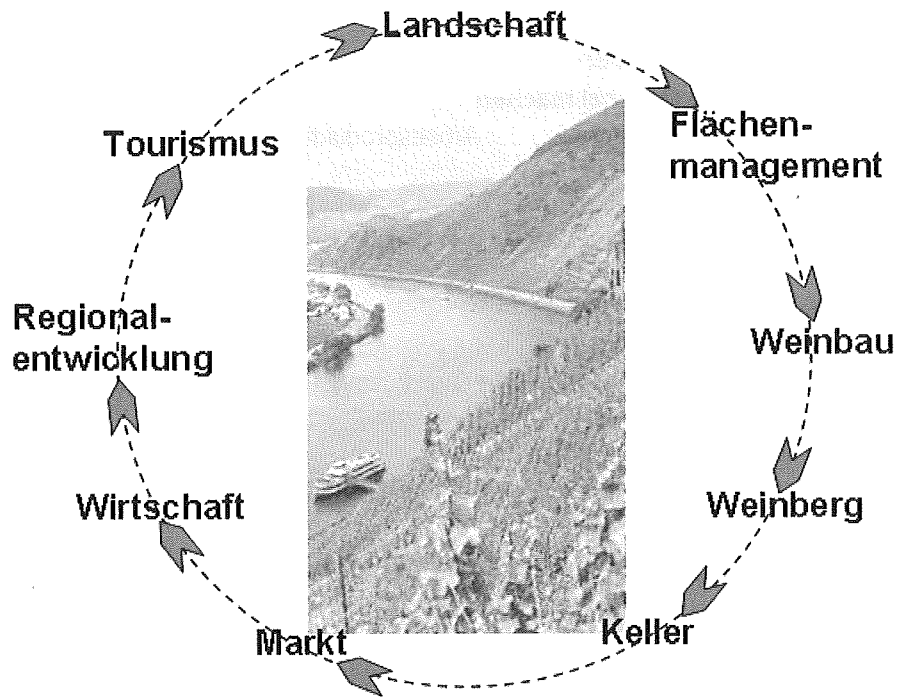 Landschaft
Flächen-
management
Weinbau
Weinberg
Keller
Markt
Wirtschaft
Regional-
entwicklung
Tourismus